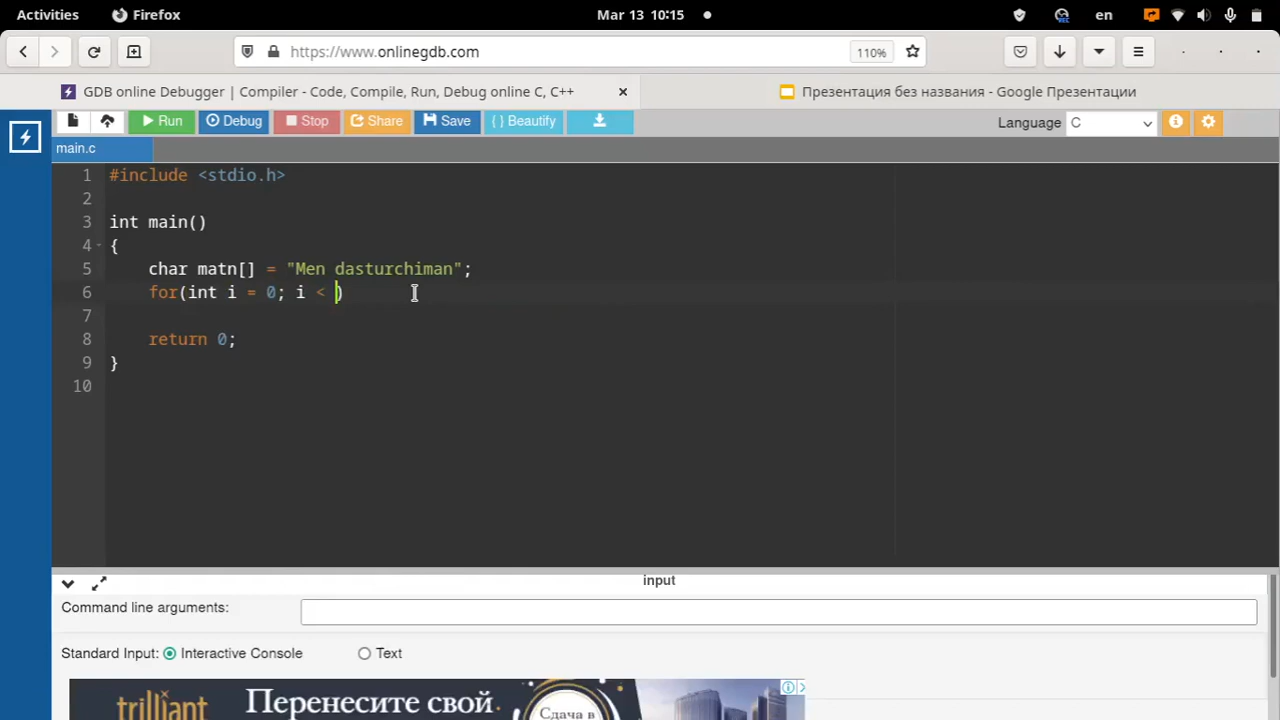 Activities Firefox Mar 13 10:15 en
https://www.onlinegdb.com 110%
GDB online Debugger | Compiler - Code, Compile, Run, Debug online C, C++ Презентация без названия - Google Презентации
Run Debug Stop Share Save { } Beautify Language C
main.c
1 #include <stdio.h>
2
3 int main()
4 {
5 char matn[] = "Men dasturchiman";
6 for(int i = 0; i < )
7
8 return 0;
9 }
10
input
Command line arguments:
Standard Input: Interactive Console Text
trilliant Перенесите свой Сдача в